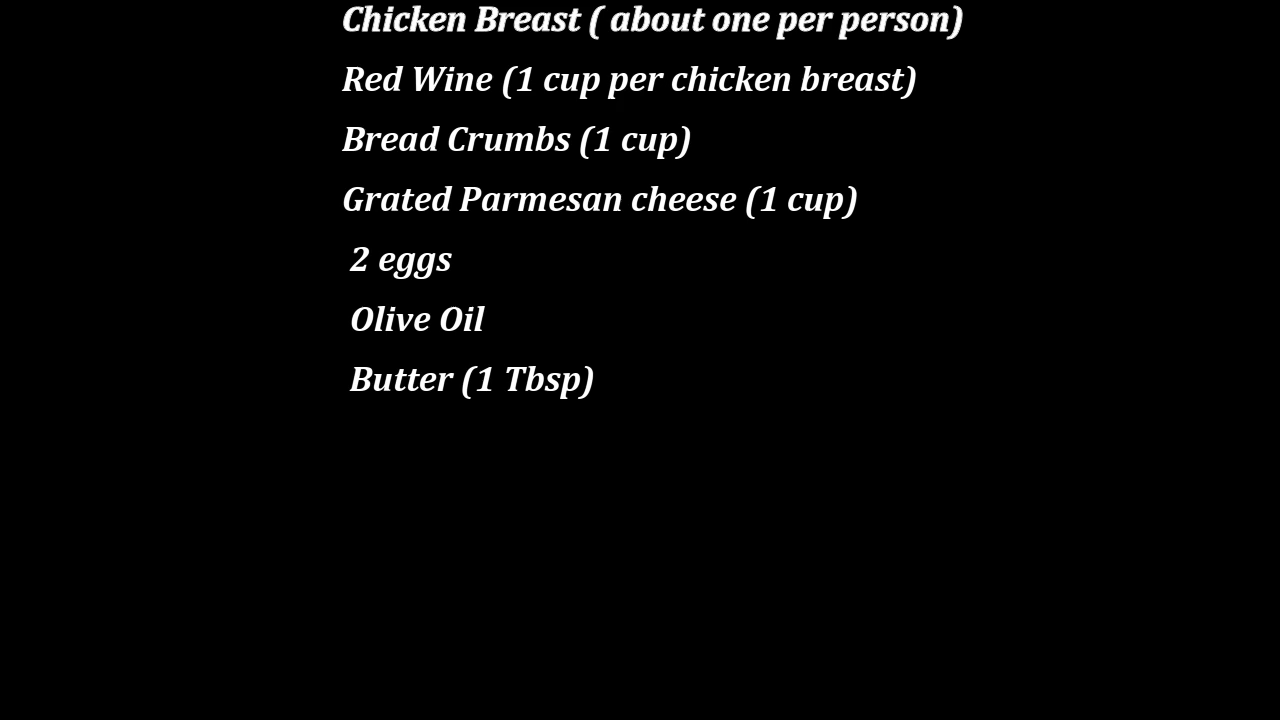 Chicken Breast ( about one per person)
Red Wine (1 cup per chicken breast)
Bread Crumbs (1 cup)
Grated Parmesan cheese (1 cup)
2 eggs
Olive Oil
Butter (1 Tbsp)